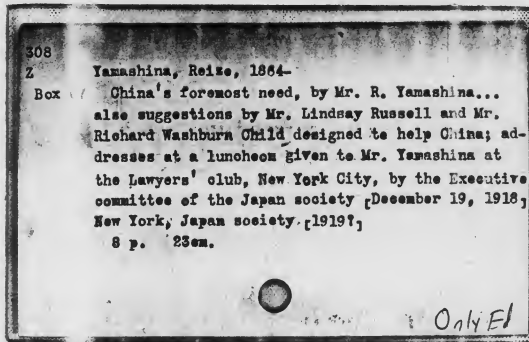 308
Z Yamashina, Reize, 1864-
Box China's foremost need, by Mr. R. Yamashina...
also suggestions by Mr. Lindsay Russell and Mr.
Richard Washburn Child designed to help China; ad-
dresses at a luncheon given to Mr. Yamashina at
the Lawyers' club, New York City, by the Executive
committee of the Japan society [December 19, 1918]
New York, Japan society [1919?]
8 p. 23cm.
Only Ed